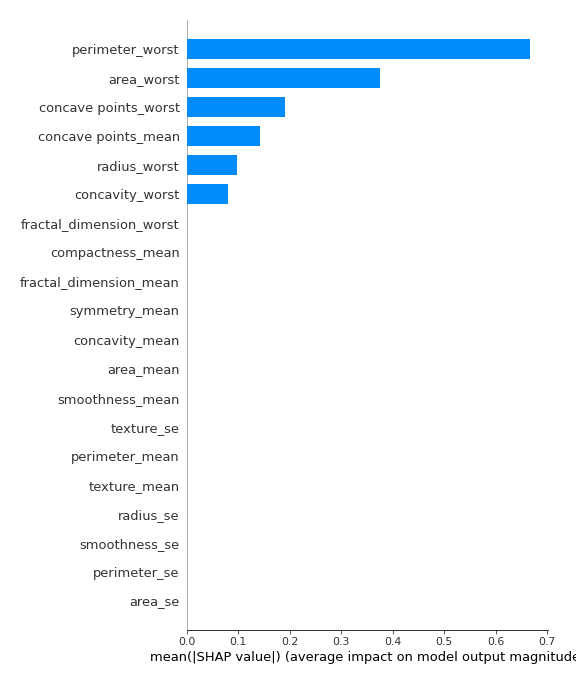 perimeter_worst
area_worst
concave points_worst
concave points_mean
radius_worst
concavity_worst
fractal_dimension_worst
compactness_mean
fractal_dimension_mean
symmetry_mean
concavity_mean
area_mean
smoothness_mean
texture_se
perimeter_mean
texture_mean
radius_se
smoothness_se
perimeter_se
area_se
0.0 0.1 0.2 0.3 0.4 0.5 0.6 0.7
mean(|SHAP value|) (average impact on model output magnitude